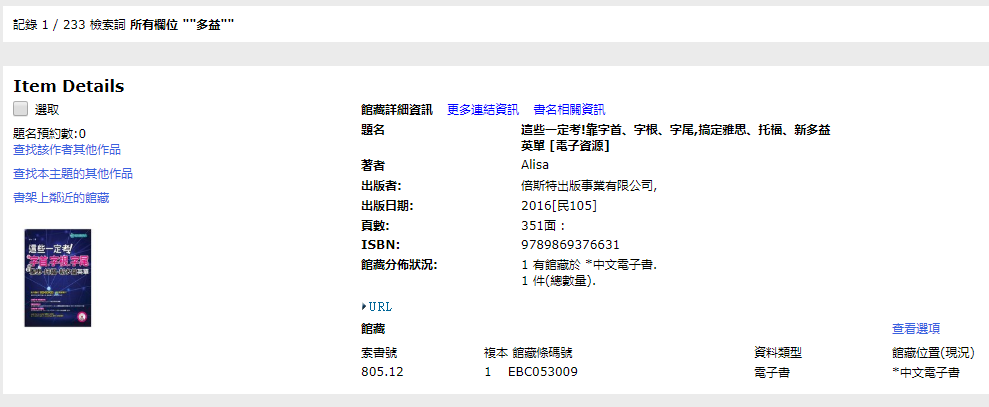 記錄 1 / 233 檢索詞 所有欄位 ""多益""
Item Details
選取
題名預約數:0
查找該作者其他作品
查找本主題的其他作品
書架上鄰近的館藏
這些一定考!
字首,字根,字尾
館藏詳細資訊 更多連結資訊 書名相關資訊
題名 這些一定考!靠字首、字根、字尾,搞定雅思、托福、新多益
英單 [電子資源]
著者 Alisa
出版者: 倍斯特出版事業有限公司,
出版日期: 2016[民105]
頁數: 351面 :
ISBN: 9789869376631
館藏分佈狀況: 1 有館藏於 *中文電子書.
1 件(總數量).
URL
館藏 查看選項
索書號 複本 館藏條碼號 資料類型 館藏位置(現況)
805.12 1 EBC053009 電子書 *中文電子書